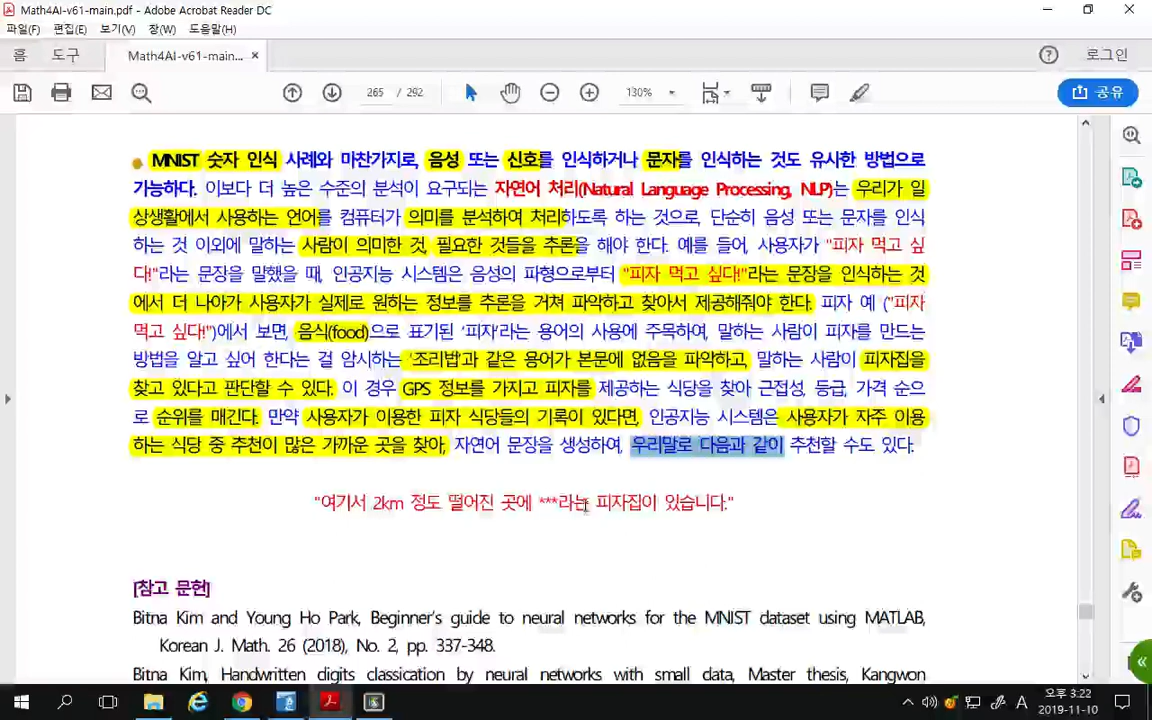 Math4AI-v61-main.pdf - Adobe Acrobat Reader DC
파일(F) 편집(E) 보기(V) 창(W) 도움말(H)
홈 도구 Math4AI-v61-main... × 로그인
265 / 292 130% 공유
MNIST 숫자 인식 사례와 마찬가지로, 음성 또는 신호를 인식하거나 문자를 인식하는 것도 유사한 방법으로
가능하다. 이보다 더 높은 수준의 분석이 요구되는 자연어 처리(Natural Language Processing, NLP)는 우리가 일
상생활에서 사용하는 언어를 컴퓨터가 의미를 분석하여 처리하도록 하는 것으로, 단순히 음성 또는 문자를 인식
하는 것 이외에 말하는 사람이 의미한 것, 필요한 것들을 추론을 해야 한다. 예를 들어, 사용자가 "피자 먹고 싶
다!"라는 문장을 말했을 때, 인공지능 시스템은 음성의 파형으로부터 "피자 먹고 싶다!"라는 문장을 인식하는 것
에서 더 나아가 사용자가 실제로 원하는 정보를 추론을 거쳐 파악하고 찾아서 제공해줘야 한다. 피자 예 ("피자
먹고 싶다!")에서 보면, 음식(food)으로 표기된 '피자'라는 용어의 사용에 주목하여, 말하는 사람이 피자를 만드는
방법을 알고 싶어 한다는 걸 암시하는 '조리법'과 같은 용어가 본문에 없음을 파악하고, 말하는 사람이 피자집을
찾고 있다고 판단할 수 있다. 이 경우 GPS 정보를 가지고 피자를 제공하는 식당을 찾아 근접성, 등급, 가격 순으
로 순위를 매긴다. 만약 사용자가 이용한 피자 식당들의 기록이 있다면, 인공지능 시스템은 사용자가 자주 이용
하는 식당 중 추천이 많은 가까운 곳을 찾아, 자연어 문장을 생성하여, 우리말로 다음과 같이 추천할 수도 있다.
"여기서 2km 정도 떨어진 곳에 ***라는 피자집이 있습니다."
[참고 문헌]
Bitna Kim and Young Ho Park, Beginner's guide to neural networks for the MNIST dataset using MATLAB,
Korean J. Math. 26 (2018), No. 2, pp. 337-348.
Bitna Kim, Handwritten digits classication by neural networks with small data, Master thesis, Kangwon
A 오후 3:22
2019-11-10